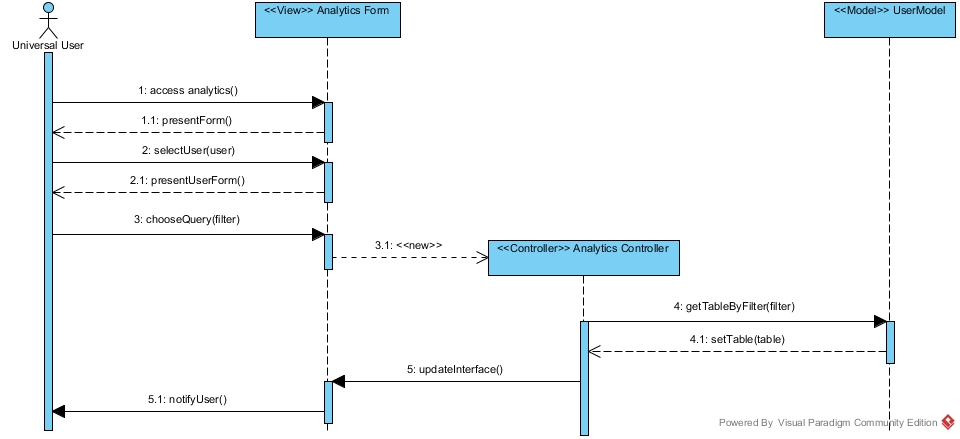 <<View>> Analytics Form
<<Model>> UserModel
Universal User
1: access analytics()
1.1: presentForm()
2: selectUser(user)
2.1: presentUserForm()
3: chooseQuery(filter)
3.1: <<new>>
<<Controller>> Analytics Controller
4: getTableByFilter(filter)
4.1: setTable(table)
5: updateInterface()
5.1: notifyUser()
Powered By Visual Paradigm Community Edition